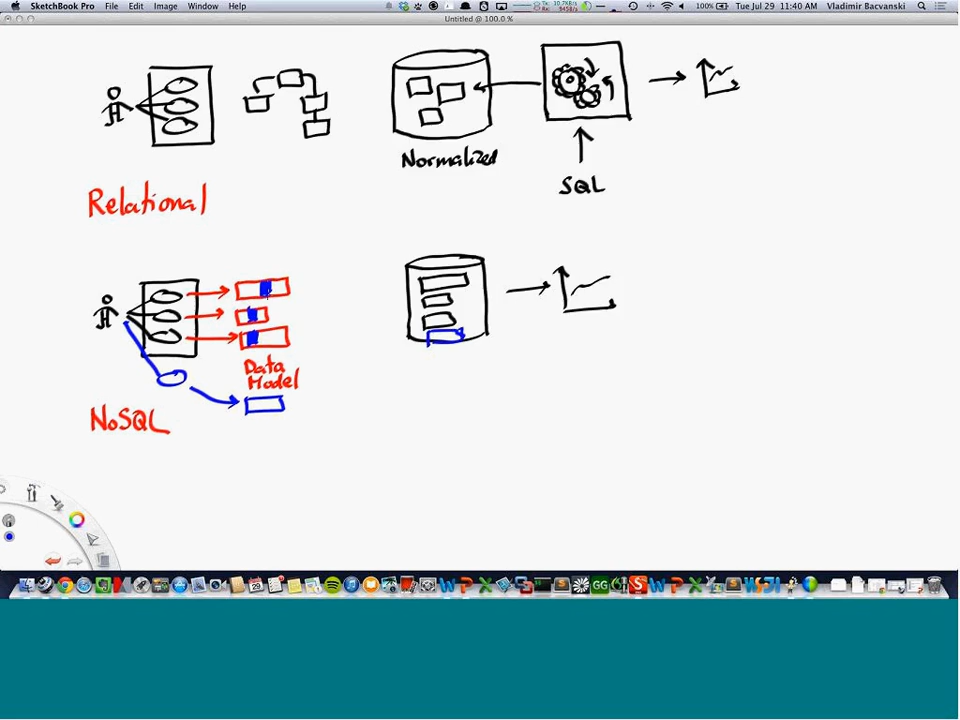 SketchBook Pro File Edit Image Window Help 100% Tue Jul 29 11:40 AM Vladimir Bacvanski
Untitled @ 100.0 %
Normalized
SQL
Relational
Data
Model
NoSQL